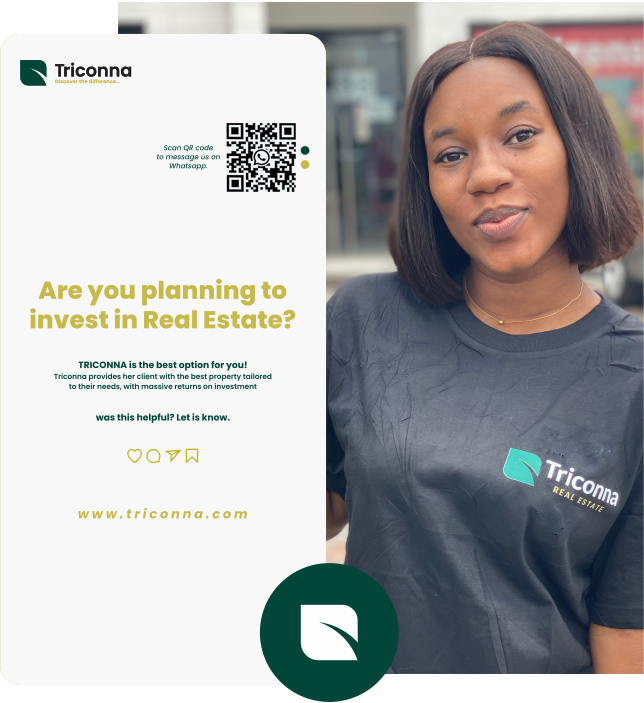 Triconna
Discover the difference...
Scan QR code
to message us on
Whatsapp.
Are you planning to
invest in Real Estate?
TRICONNA is the best option for you!
Triconna provides her client with the best property tailored
to their needs, with massive returns on investment
was this helpful? Let is know.
www.triconna.com
Triconna
REAL ESTATE